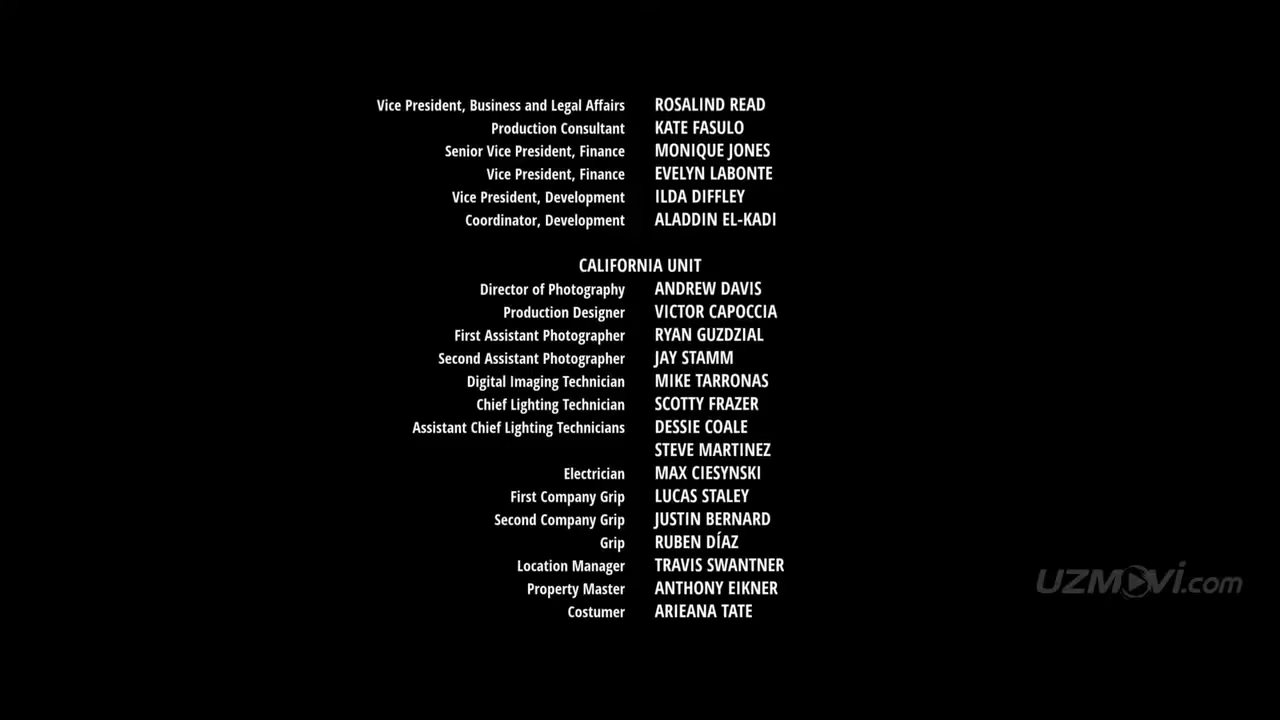 Vice President, Business and Legal Affairs ROSALIND READ
Production Consultant KATE FASULO
Senior Vice President, Finance MONIQUE JONES
Vice President, Finance EVELYN LABONTE
Vice President, Development ILDA DIFFLEY
Coordinator, Development ALADDIN EL-KADI
CALIFORNIA UNIT
Director of Photography ANDREW DAVIS
Production Designer VICTOR CAPOCCIA
First Assistant Photographer RYAN GUZDZIAL
Second Assistant Photographer JAY STAMM
Digital Imaging Technician MIKE TARRONAS
Chief Lighting Technician SCOTTY FRAZER
Assistant Chief Lighting Technicians DESSIE COALE
STEVE MARTINEZ
Electrician MAX CIESYNSKI
First Company Grip LUCAS STALEY
Second Company Grip JUSTIN BERNARD
Grip RUBEN DÍAZ
Location Manager TRAVIS SWANTNER
Property Master ANTHONY EIKNER
Costumer ARIEANA TATE
UZMOVi.com